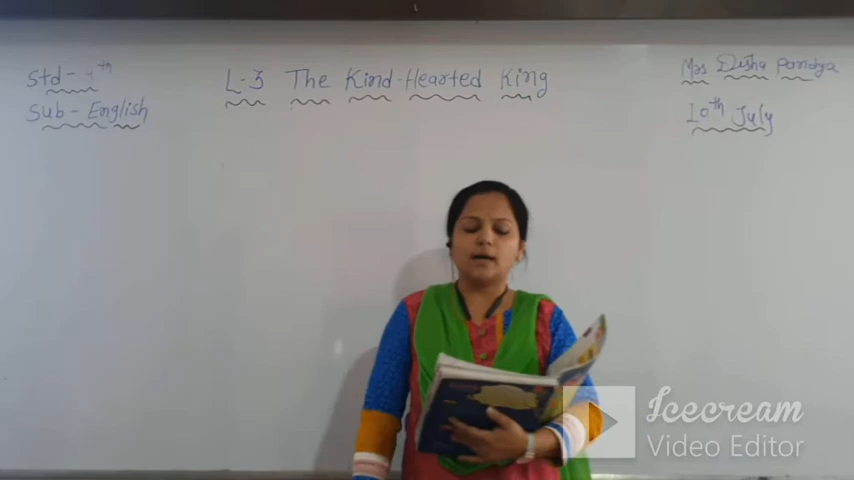 Std - 4th
Sub - English
L-3 The Kind-Hearted King
Mrs Disha Pandya
10th July
Icecream
Video Editor